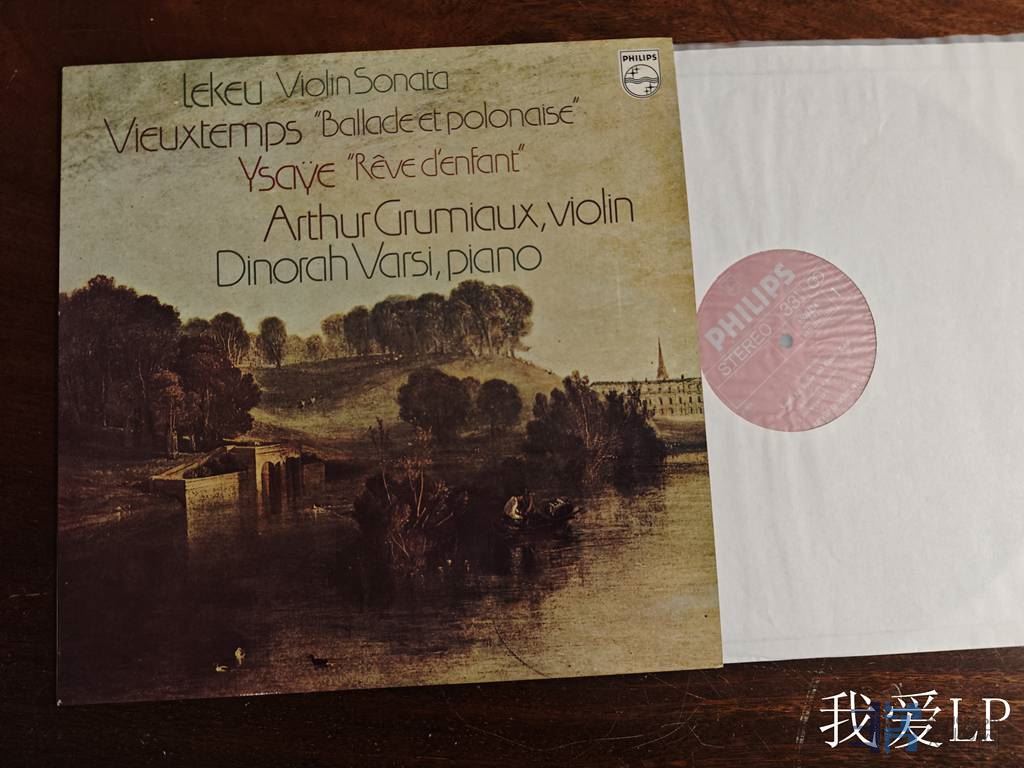 Lekeu Violin Sonata
Vieuxtemps "Ballade et polonaise"
Ysaÿe "Rêve d'enfant"
Arthur Grumiaux, violin
Dinorah Varsi, piano
PHILIPS
PHILIPS
STEREO 33
我爱LP